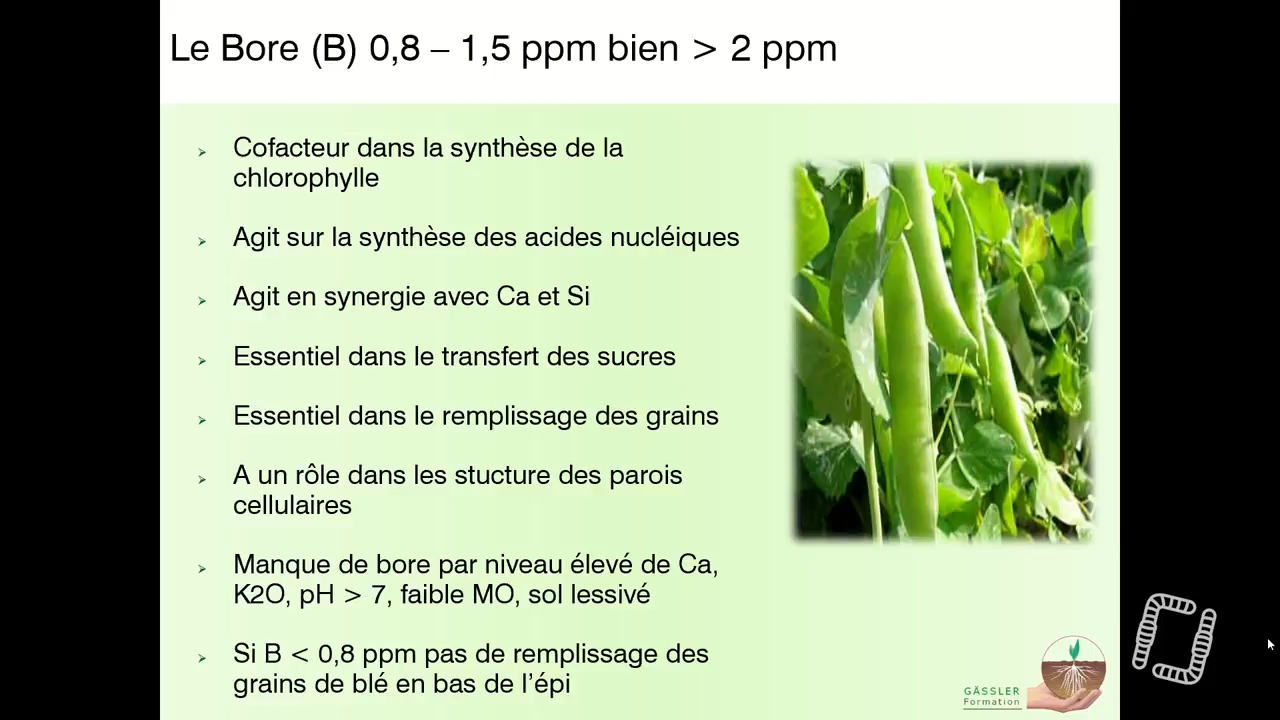 Le Bore (B) 0,8 – 1,5 ppm bien > 2 ppm
Cofacteur dans la synthèse de la
chlorophylle
Agit sur la synthèse des acides nucléiques
Agit en synergie avec Ca et Si
Essentiel dans le transfert des sucres
Essentiel dans le remplissage des grains
A un rôle dans les stucture des parois
cellulaires
Manque de bore par niveau élevé de Ca,
K2O, pH > 7, faible MO, sol lessivé
Si B < 0,8 ppm pas de remplissage des
grains de blé en bas de l’épi
GÄSSLER
Formation